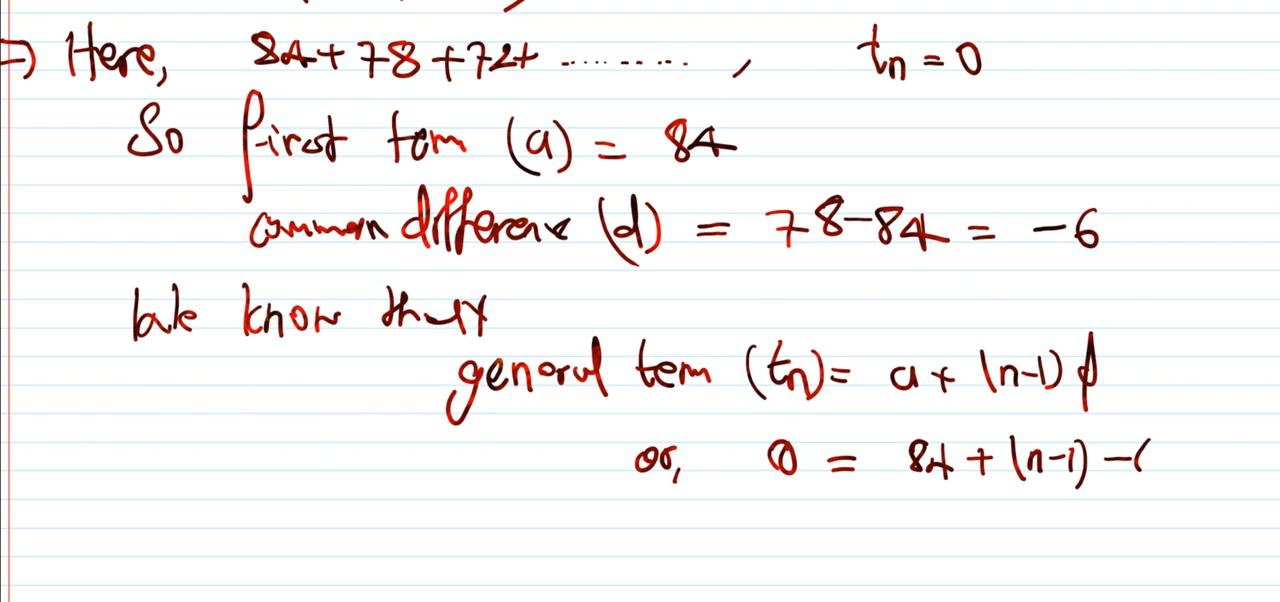 ⇒ Here, 84 + 78 + 72 + .........., tn = 0
So first term (a) = 84
common difference (d) = 78 - 84 = -6
We know that
general term (tn) = a + (n-1) d
or, 0 = 84 + (n-1) - (